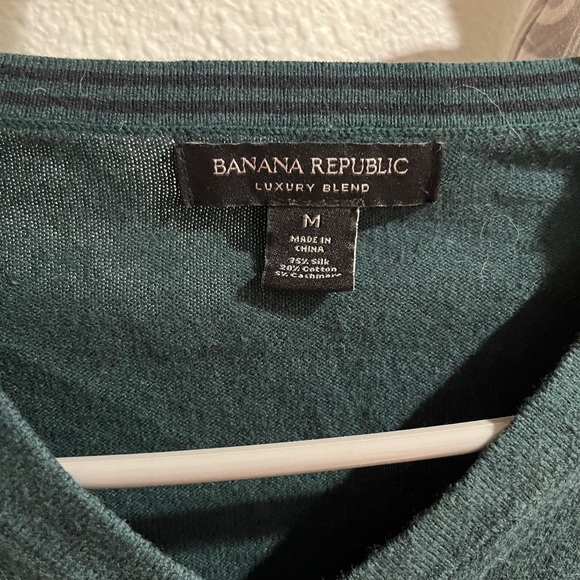 BANANA REPUBLIC
LUXURY BLEND
M
MADE IN
CHINA
75% Silk
20% Cotton
5% Cashmere